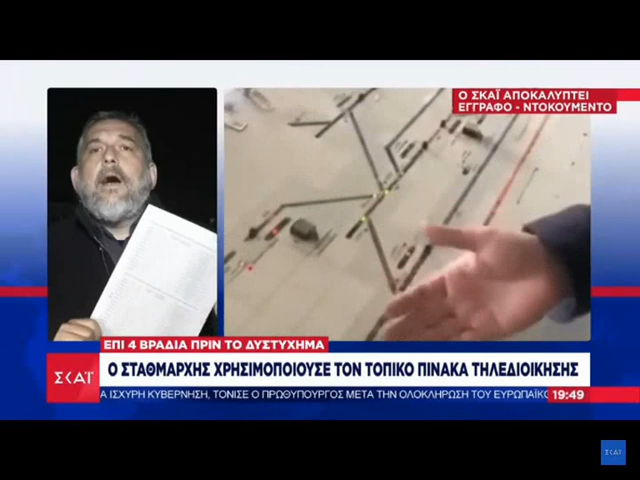 Ο ΣΚΑΪ ΑΠΟΚΑΛΥΠΤΕΙ
ΕΓΓΡΑΦΟ - ΝΤΟΚΟΥΜΕΝΤΟ
ΕΠΙ 4 ΒΡΑΔΙΑ ΠΡΙΝ ΤΟ ΔΥΣΤΥΧΗΜΑ
Ο ΣΤΑΘΜΑΡΧΗΣ ΧΡΗΣΙΜΟΠΟΙΟΥΣΕ ΤΟΝ ΤΟΠΙΚΟ ΠΙΝΑΚΑ ΤΗΛΕΔΙΟΙΚΗΣΗΣ
ΣΚΑΪ
Α ΙΣΧΥΡΗ ΚΥΒΕΡΝΗΣΗ, ΤΟΝΙΣΕ Ο ΠΡΩΘΥΠΟΥΡΓΟΣ ΜΕΤΑ ΤΗΝ ΟΛΟΚΛΗΡΩΣΗ ΤΟΥ ΕΥΡΩΠΑΪΚΟ
19:49
ΣΚΑΪ